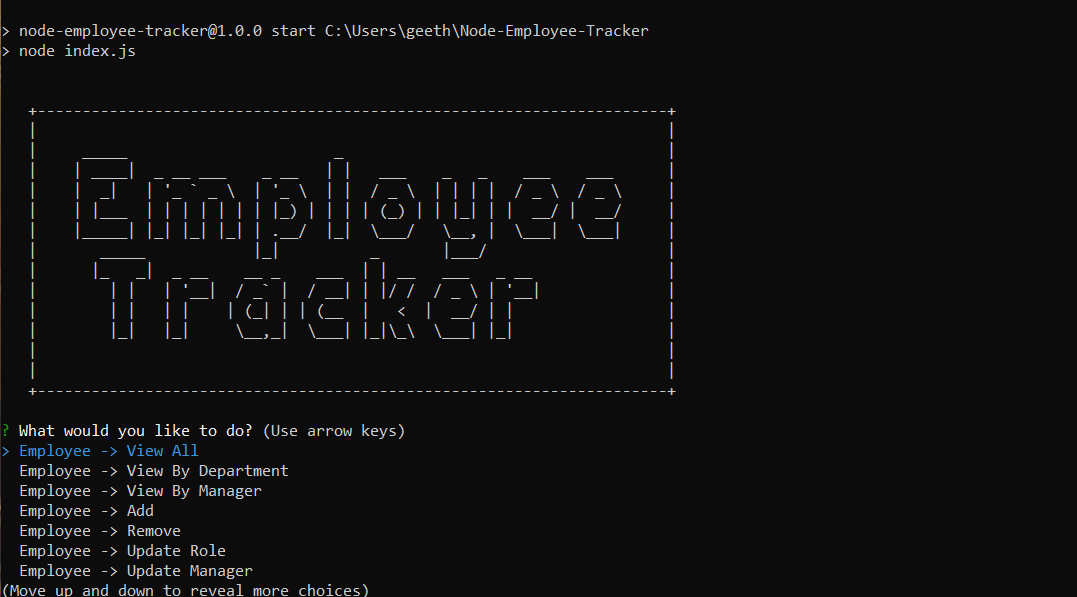 > node-employee-tracker@1.0.0 start C:\Users\geeth\Node-Employee-Tracker
> node index.js
Employee
Tracker
? What would you like to do? (Use arrow keys)
> Employee -> View All
Employee -> View By Department
Employee -> View By Manager
Employee -> Add
Employee -> Remove
Employee -> Update Role
Employee -> Update Manager
(Move up and down to reveal more choices)